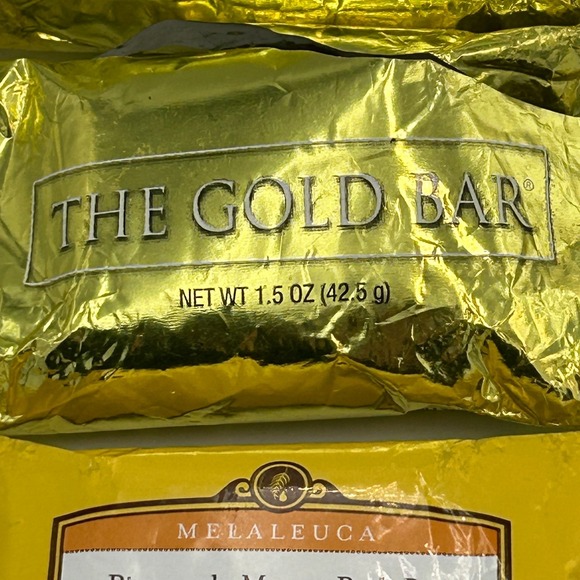 THE GOLD BAR®
NET WT 1.5 OZ (42.5 g)
MELALEUCA